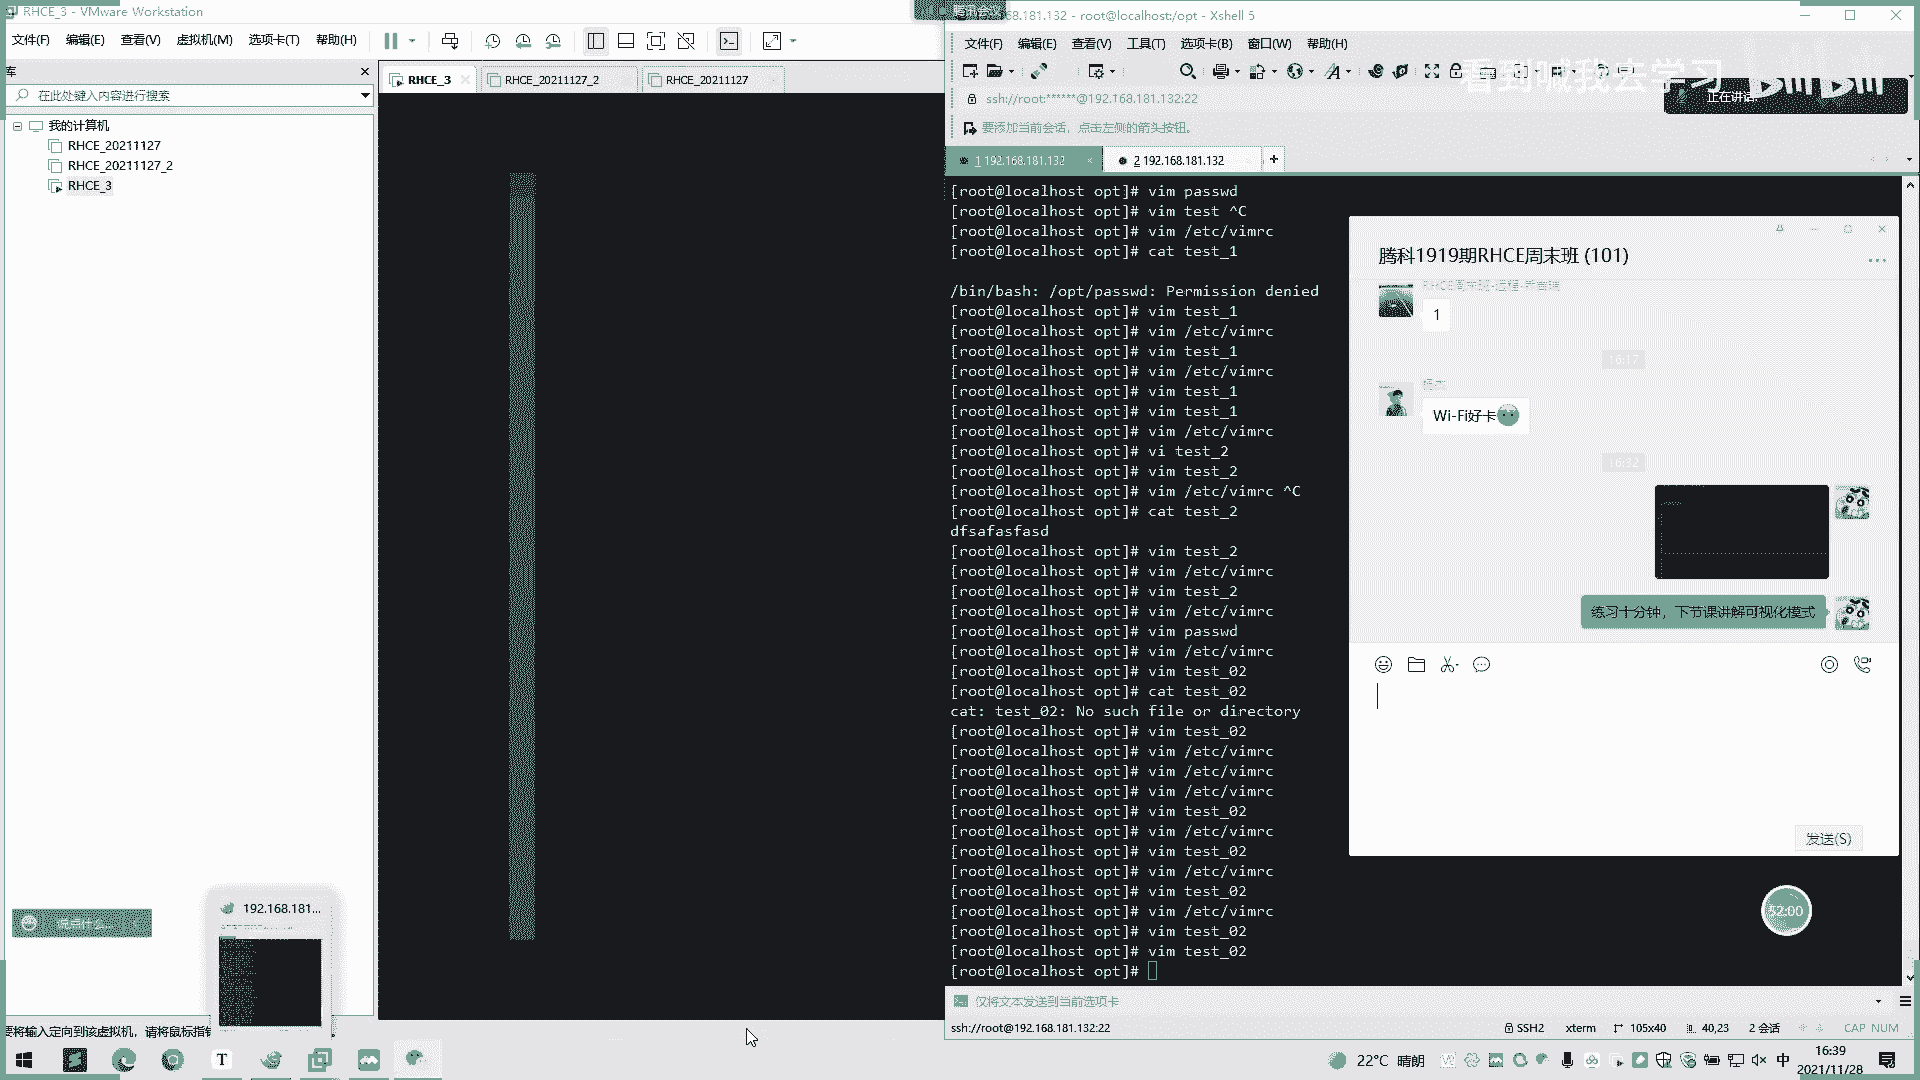 RHCE_3 - VMware Workstation
文件(F) 编辑(E) 查看(V) 虚拟机(M) 选项卡(T) 帮助(H)
库
在此处键入内容进行搜索
我的计算机
RHCE_20211127
RHCE_20211127_2
RHCE_3
RHCE_3
RHCE_20211127_2
RHCE_20211127
腾讯会议
.168.181.132 - root@localhost:/opt - Xshell 5
文件(F) 编辑(E) 查看(V) 工具(T) 选项卡(B) 窗口(W) 帮助(H)
看到喊我去学习
bilibili
正在讲话:
ssh://root:******@192.168.181.132:22
要添加当前会话，点击左侧的箭头按钮。
1 192.168.181.132
2 192.168.181.132
[root@localhost opt]# vim passwd
[root@localhost opt]# vim test ^C
[root@localhost opt]# vim /etc/vimrc
[root@localhost opt]# cat test_1
/bin/bash: /opt/passwd: Permission denied
[root@localhost opt]# vim test_1
[root@localhost opt]# vim /etc/vimrc
[root@localhost opt]# vim test_1
[root@localhost opt]# vim /etc/vimrc
[root@localhost opt]# vim test_1
[root@localhost opt]# vim test_1
[root@localhost opt]# vim /etc/vimrc
[root@localhost opt]# vi test_2
[root@localhost opt]# vim test_2
[root@localhost opt]# vim /etc/vimrc ^C
[root@localhost opt]# cat test_2
dfsafasfasd
[root@localhost opt]# vim test_2
[root@localhost opt]# vim /etc/vimrc
[root@localhost opt]# vim test_2
[root@localhost opt]# vim /etc/vimrc
[root@localhost opt]# vim passwd
[root@localhost opt]# vim /etc/vimrc
[root@localhost opt]# vim test_02
[root@localhost opt]# cat test_02
cat: test_02: No such file or directory
[root@localhost opt]# vim test_02
[root@localhost opt]# vim /etc/vimrc
[root@localhost opt]# vim /etc/vimrc
[root@localhost opt]# vim /etc/vimrc
[root@localhost opt]# vim test_02
[root@localhost opt]# vim /etc/vimrc
[root@localhost opt]# vim test_02
[root@localhost opt]# vim /etc/vimrc
[root@localhost opt]# vim test_02
[root@localhost opt]# vim /etc/vimrc
[root@localhost opt]# vim test_02
[root@localhost opt]# vim test_02
[root@localhost opt]#
腾科1919期RHCE周末班 (101)
1
16:17
Wi-Fi好卡
16:32
练习十分钟，下节课讲解可视化模式
发送(S)
52:00
说点什么...
192.168.181...
要将输入定向到该虚拟机，请将鼠标指针
仅将文本发送到当前选项卡
ssh://root@192.168.181.132:22
SSH2 xterm 105x40 40,23 2 会话 CAP NUM
22°C 晴朗
中
16:39
2021/11/28